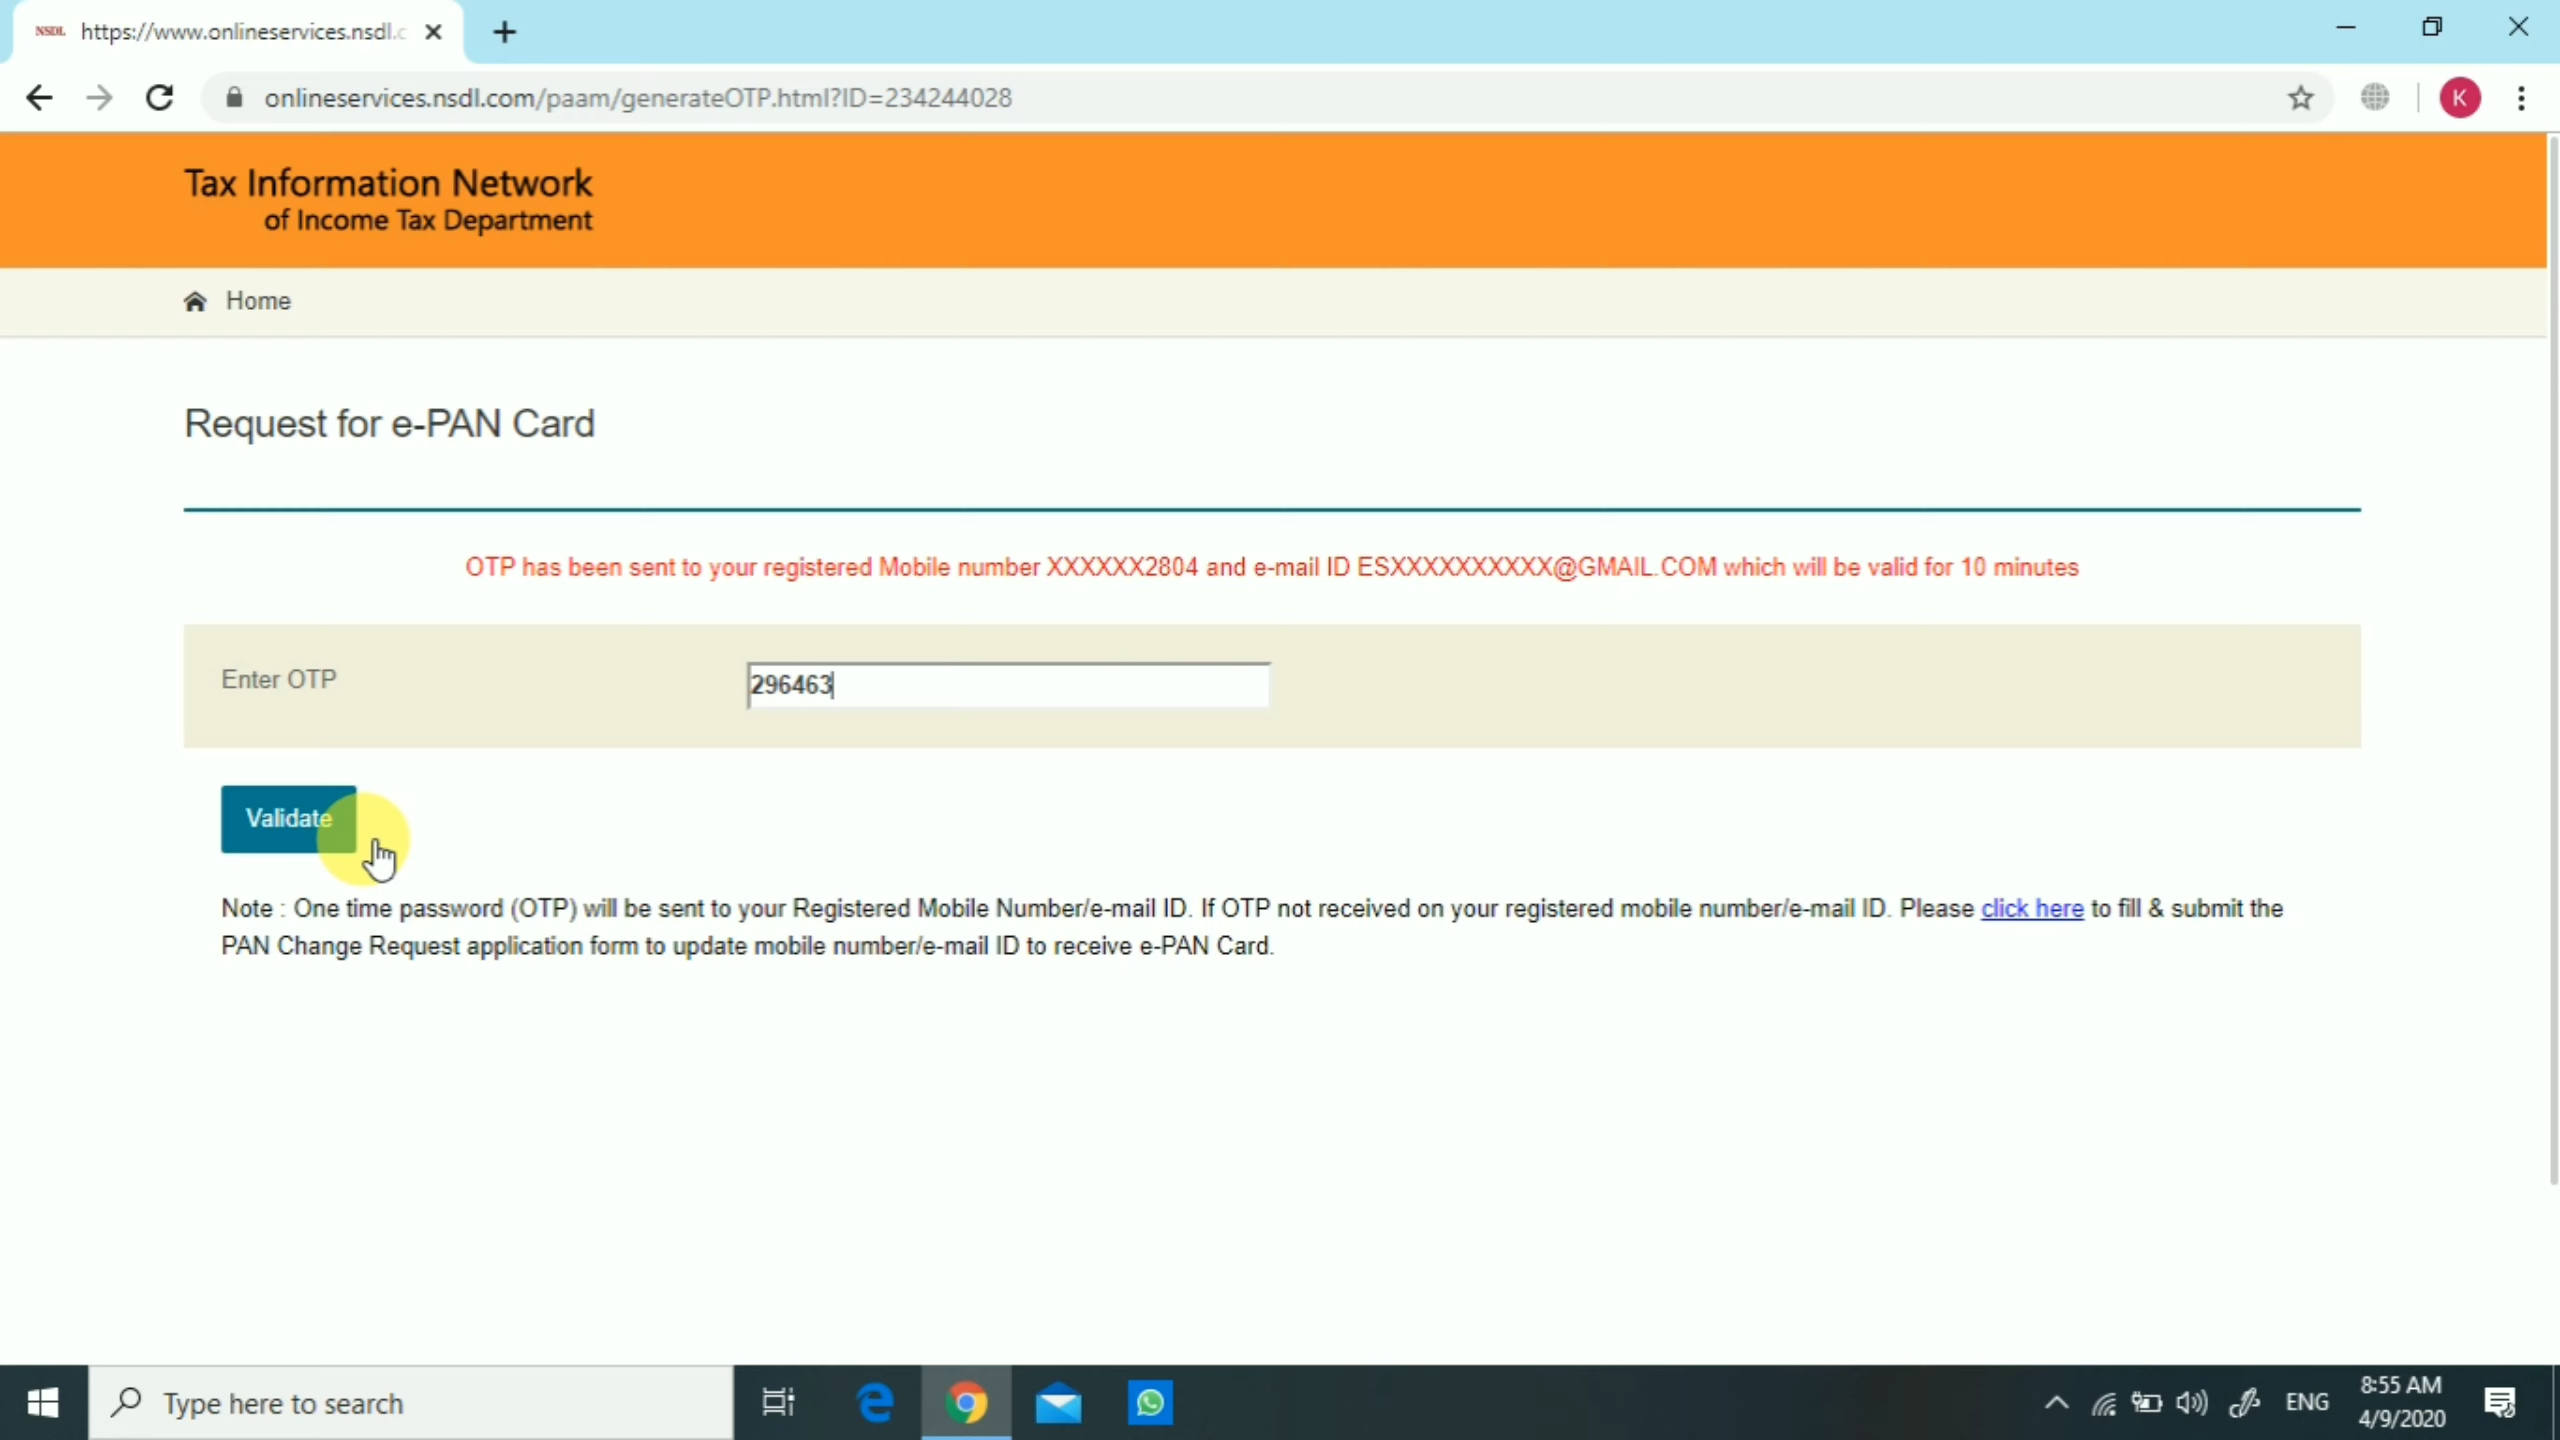 NSDL https://www.onlineservices.nsdl.c
onlineservices.nsdl.com/paam/generateOTP.html?ID=234244028
K
Tax Information Network
of Income Tax Department
Home
Request for e-PAN Card
OTP has been sent to your registered Mobile number XXXXXX2804 and e-mail ID ESXXXXXXXXXX@GMAIL.COM which will be valid for 10 minutes
Enter OTP
296463
Validate
Note : One time password (OTP) will be sent to your Registered Mobile Number/e-mail ID. If OTP not received on your registered mobile number/e-mail ID. Please click here to fill & submit the
PAN Change Request application form to update mobile number/e-mail ID to receive e-PAN Card.
Type here to search
ENG
8:55 AM
4/9/2020